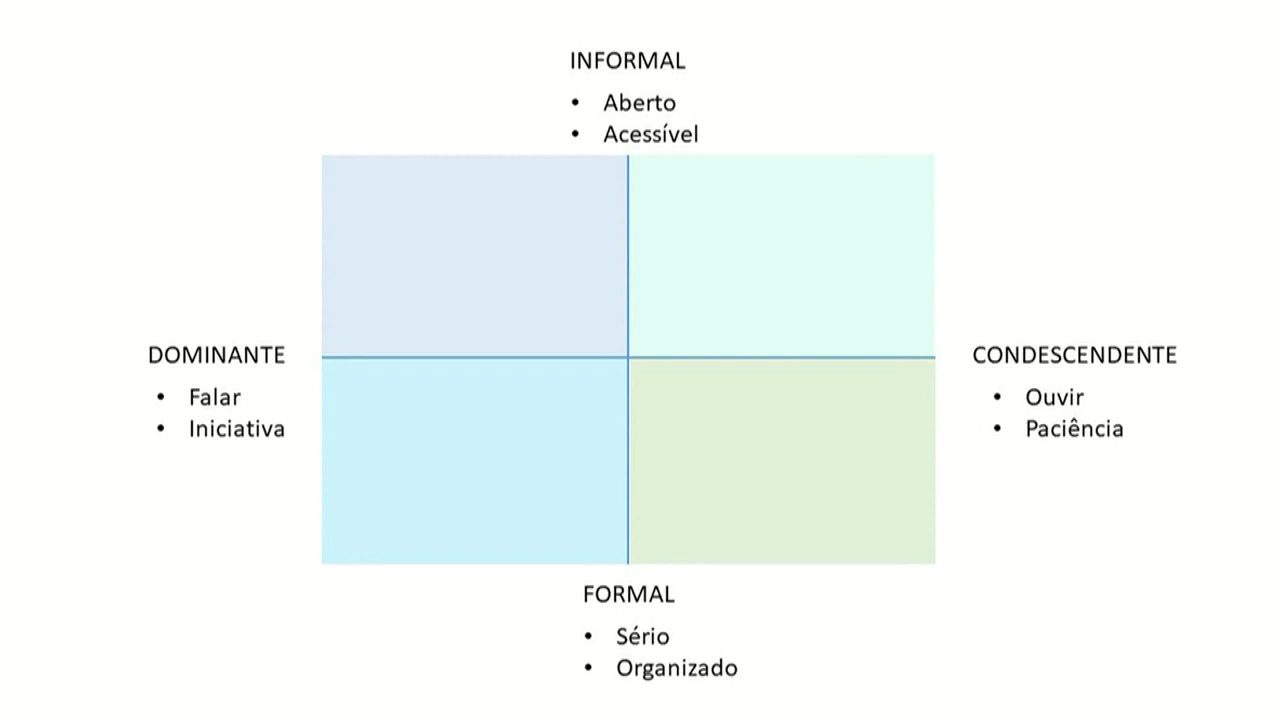 INFORMAL
• Aberto
• Acessível
DOMINANTE
• Falar
• Iniciativa
CONDESCENDENTE
• Ouvir
• Paciência
FORMAL
• Sério
• Organizado